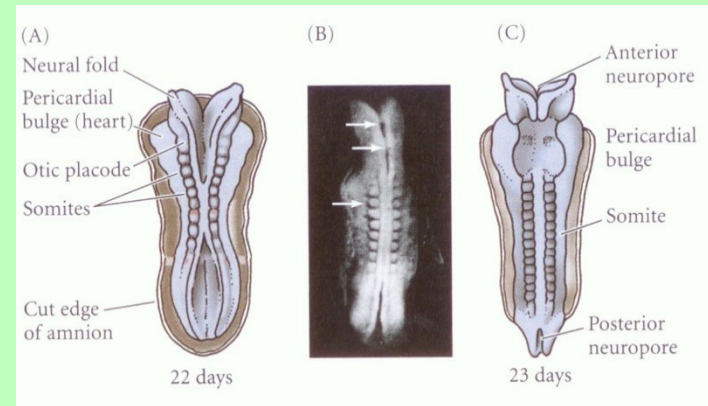 (A)
Neural fold
Pericardial
bulge (heart)
Otic placode
Somites
Cut edge
of amnion
22 days
(B)
(C)
Anterior
neuropore
Pericardial
bulge
Somite
Posterior
neuropore
23 days